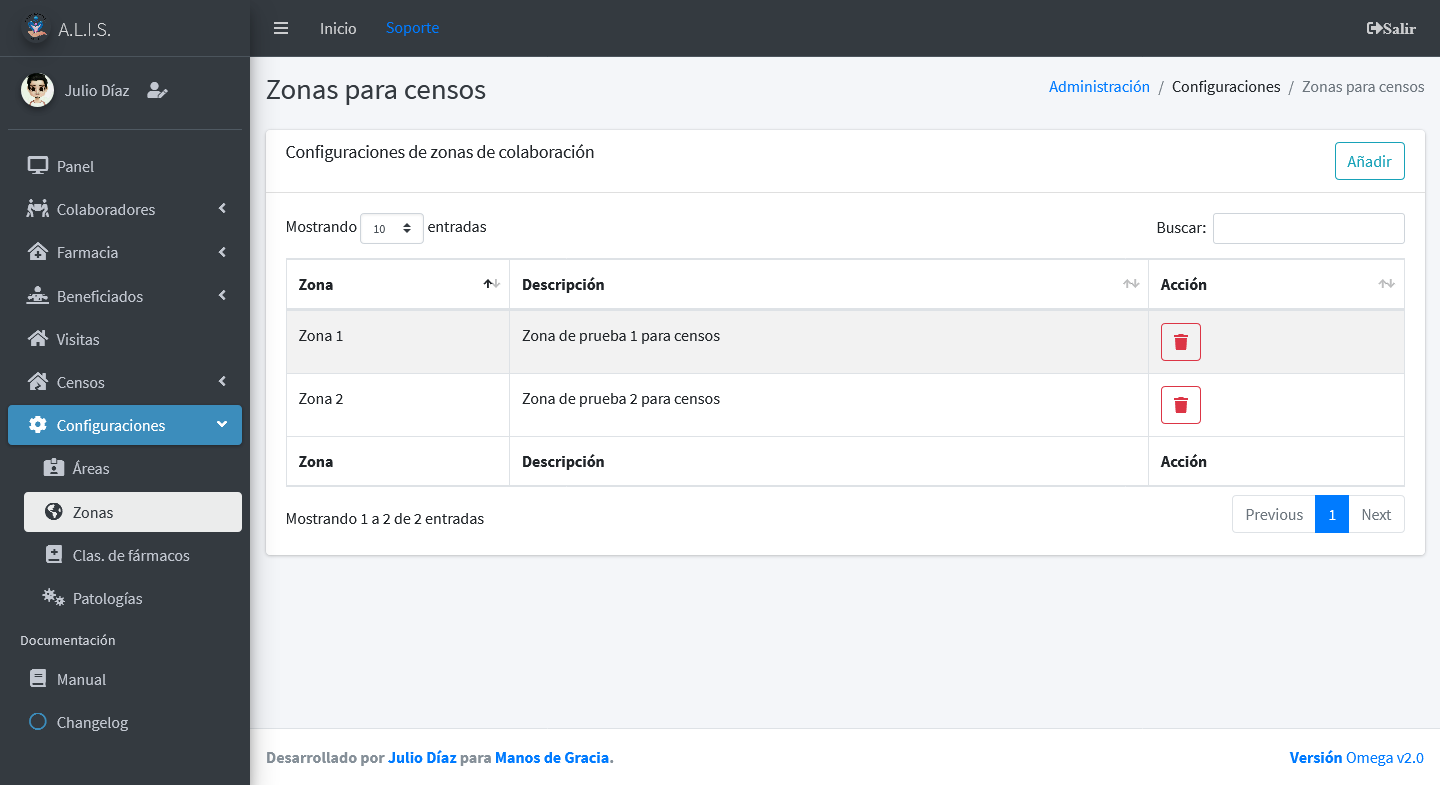 A.L.I.S.
Inicio Soporte Salir
Julio Díaz
Panel
Colaboradores
Farmacia
Beneficiados
Visitas
Censos
Configuraciones
Áreas
Zonas
Clas. de fármacos
Patologías
Documentación
Manual
Changelog
Zonas para censos
Administración / Configuraciones / Zonas para censos
Configuraciones de zonas de colaboración
Añadir
Mostrando 10 entradas
Buscar:
Zona Descripción Acción
Zona 1 Zona de prueba 1 para censos
Zona 2 Zona de prueba 2 para censos
Zona Descripción Acción
Mostrando 1 a 2 de 2 entradas
Previous 1 Next
Desarrollado por Julio Díaz para Manos de Gracia.
Versión Omega v2.0